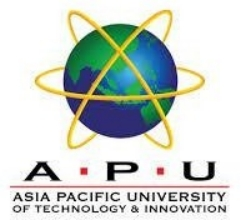 A · P · U
ASIA PACIFIC UNIVERSITY
OF TECHNOLOGY & INNOVATION